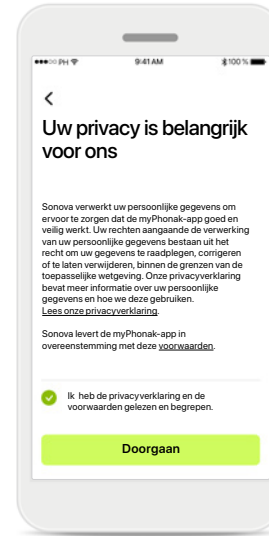 PH 9:41 AM 100 %
Uw privacy is belangrijk
voor ons
Sonova verwerkt uw persoonlijke gegevens om
ervoor te zorgen dat de myPhonak-app goed en
veilig werkt. Uw rechten aangaande de verwerking
van uw persoonlijke gegevens bestaan uit het
recht om uw gegevens te raadplegen, corrigeren
of te laten verwijderen, binnen de grenzen van de
toepasselijke wetgeving. Onze privacyverklaring
bevat meer informatie over uw persoonlijke
gegevens en hoe we deze gebruiken.
Lees onze privacyverklaring.
Sonova levert de myPhonak-app in
overeenstemming met deze voorwaarden.
Ik heb de privacyverklaring en de
voorwaarden gelezen en begrepen.
Doorgaan